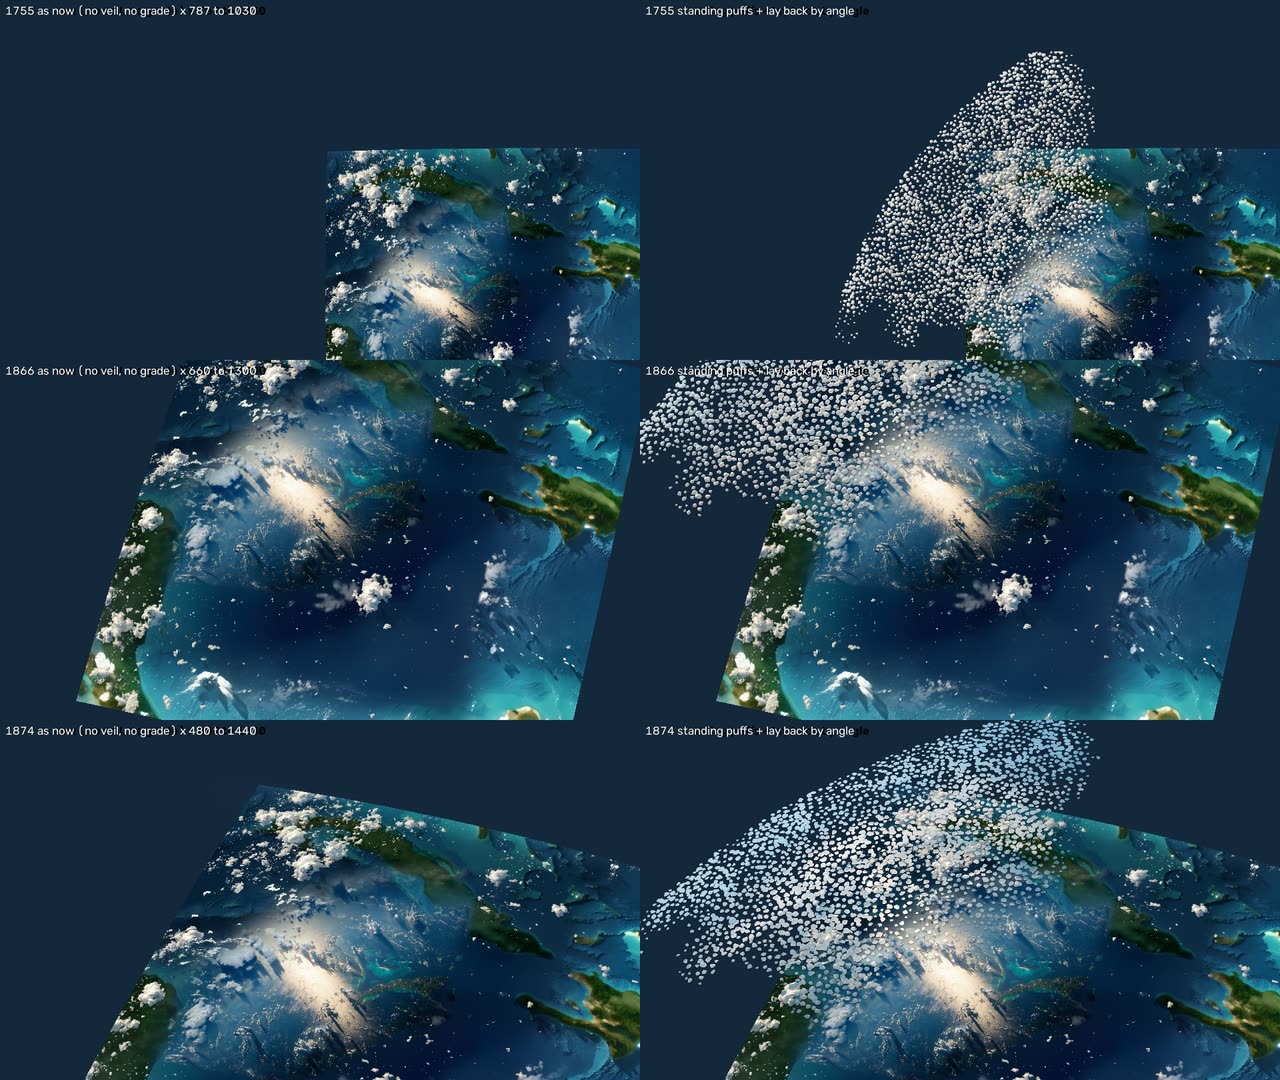 1755 as now (no veil, no grade) x 787 to 1030
1755 standing puffs + lay back by angle
1866 as now (no veil, no grade) x 660 to 1300
1866 standing puffs + lay back by angle
1874 as now (no veil, no grade) x 480 to 1440
1874 standing puffs + lay back by angle